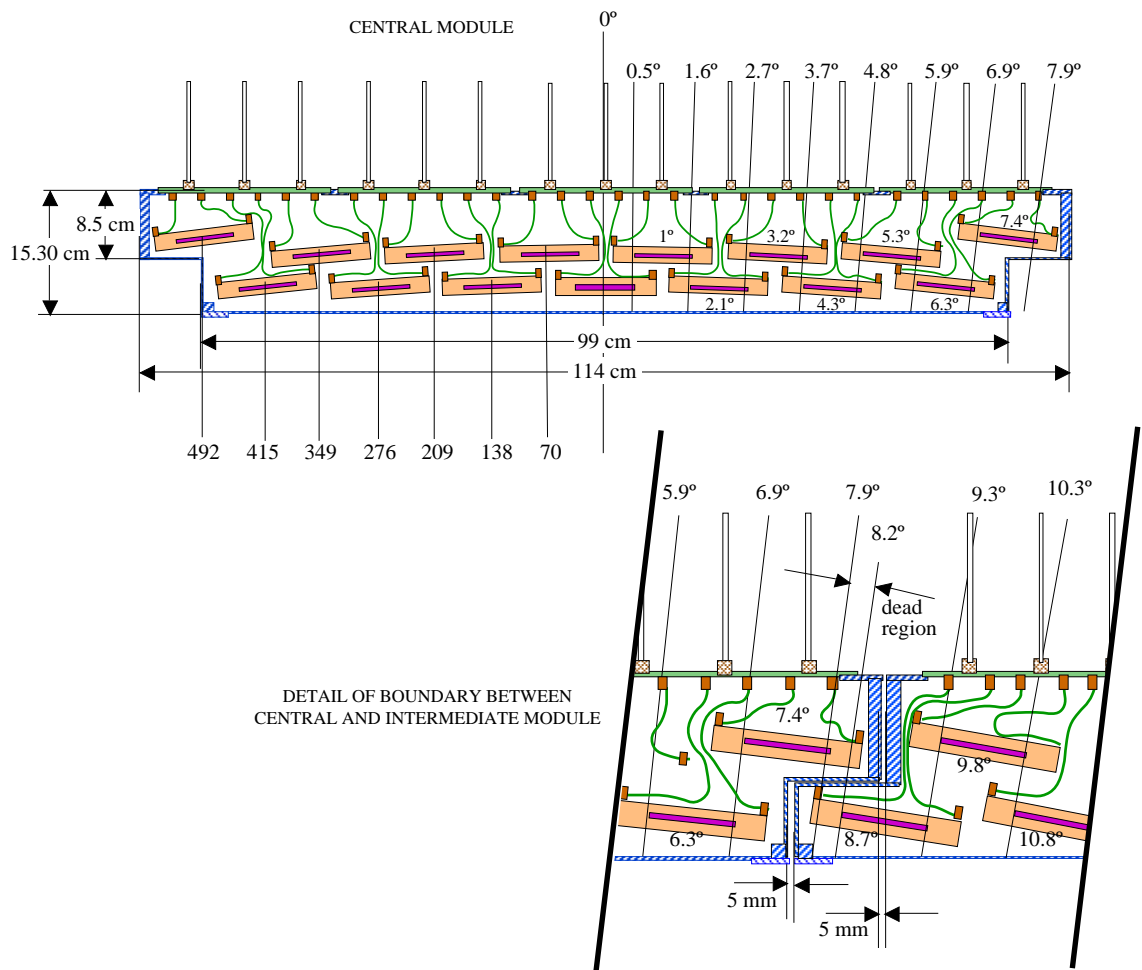 0º
CENTRAL MODULE
0.5º 1.6º 2.7º 3.7º 4.8º 5.9º 6.9º 7.9º
8.5 cm
15.30 cm
1º 3.2º 5.3º 7.4º
2.1º 4.3º 6.3º
99 cm
114 cm
492 415 349 276 209 138 70
5.9º 6.9º 7.9º 9.3º 10.3º
8.2º
dead
region
DETAIL OF BOUNDARY BETWEEN
CENTRAL AND INTERMEDIATE MODULE
7.4º
9.8º
6.3º 8.7º 10.8º
5 mm
5 mm